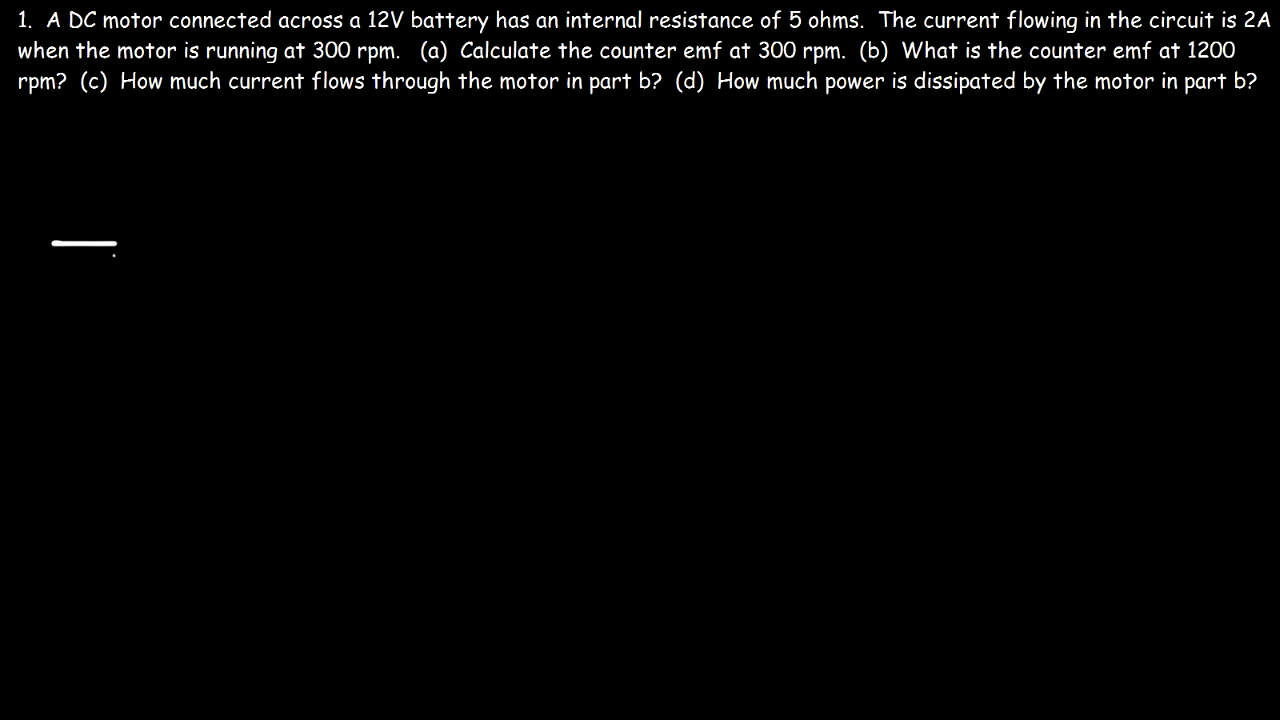 1.  A DC motor connected across a 12V battery has an internal resistance of 5 ohms.  The current flowing in the circuit is 2A
when the motor is running at 300 rpm.   (a)  Calculate the counter emf at 300 rpm.  (b)  What is the counter emf at 1200
rpm?  (c)  How much current flows through the motor in part b?  (d)  How much power is dissipated by the motor in part b?